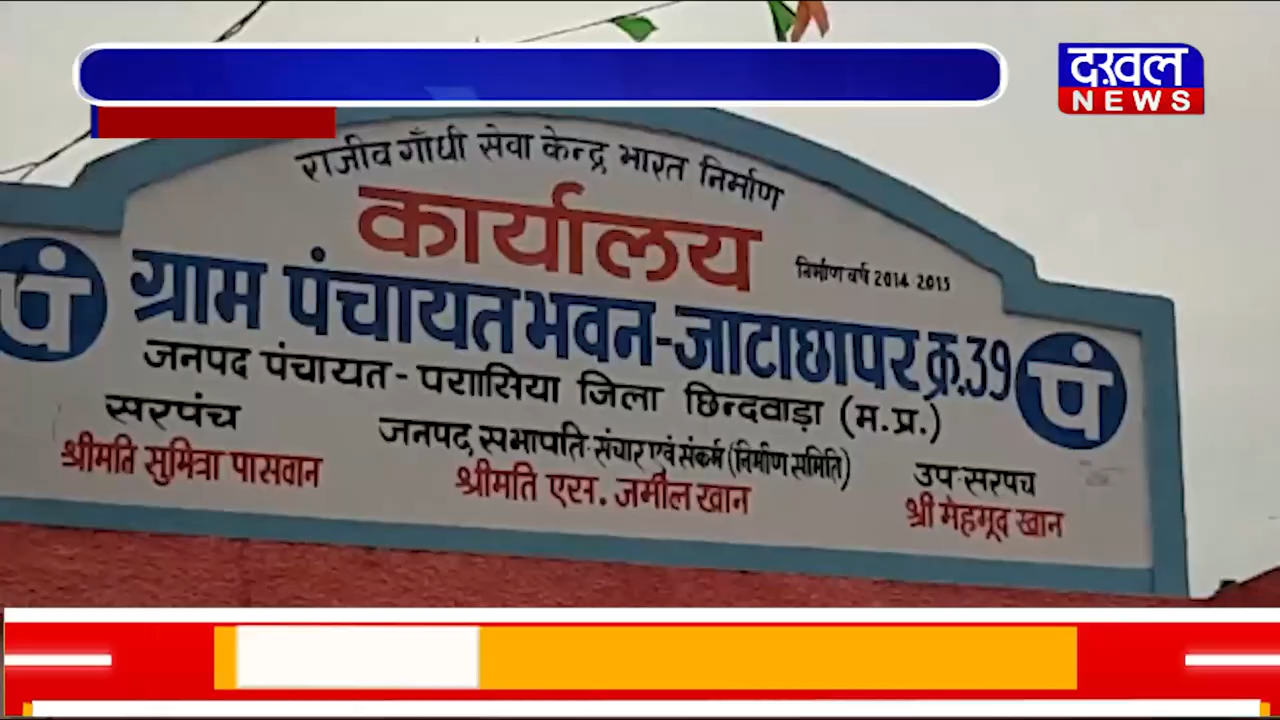 दख़ल
NEWS
राजीव गाँधी सेवा केन्द्र भारत निर्माण
कार्यालय
निर्माण वर्ष 2014-2015
ग्राम पंचायत भवन-जाटाछापर क्र.39
पं
पं
जनपद पंचायत - परासिया जिला छिन्दवाड़ा (म.प्र.)
सरपंच
श्रीमति सुमित्रा पासवान
जनपद सभापति-संचार एवं संकर्म (निर्माण समिति)
श्रीमति एस. जमील खान
उप-सरपच
श्री मेहमूद खान